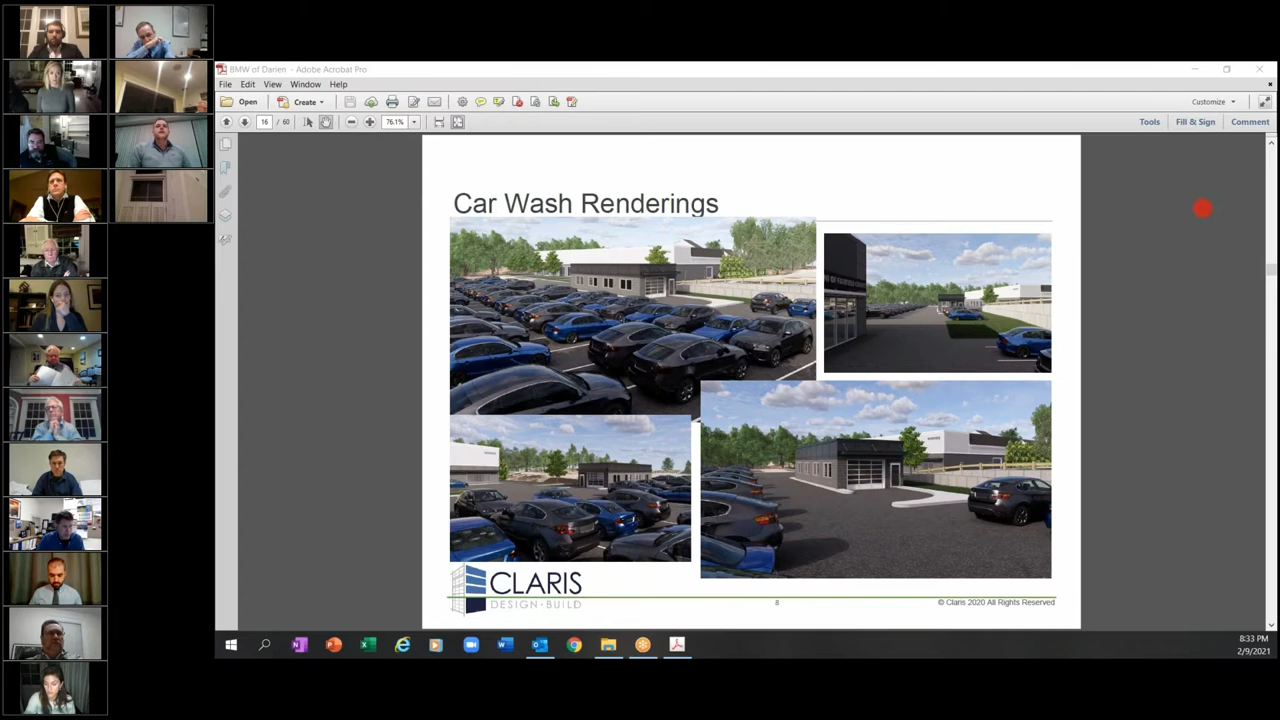 BMW of Darien - Adobe Acrobat Pro
File Edit View Window Help
Open Create Customize
16 / 60 76.1% Tools Fill & Sign Comment
Car Wash Renderings
CLARIS
DESIGN·BUILD
8
© Claris 2020 All Rights Reserved
8:33 PM
2/9/2021